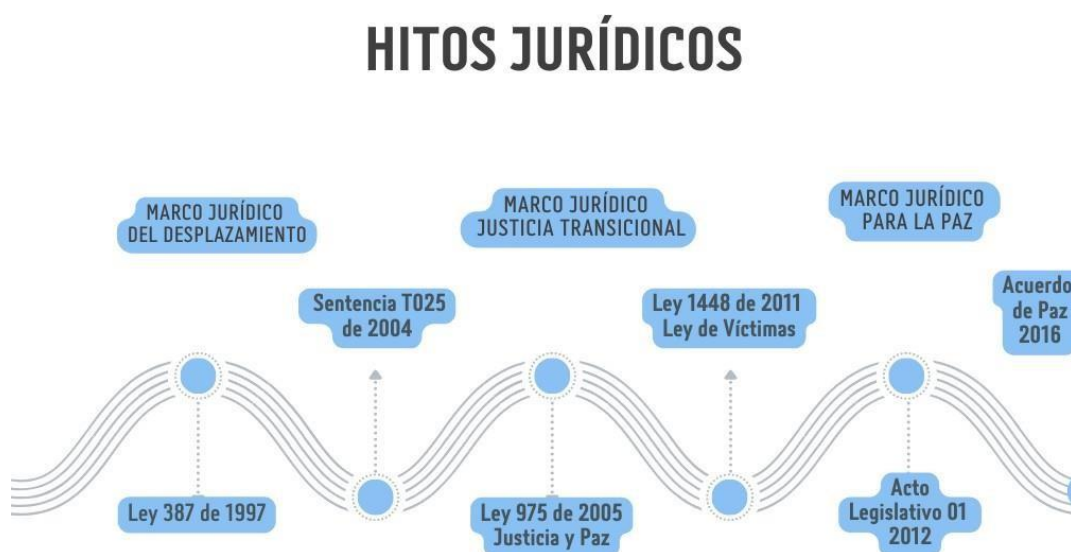 HITOS JURÍDICOS
MARCO JURÍDICO
DEL DESPLAZAMIENTO
MARCO JURÍDICO
JUSTICIA TRANSICIONAL
MARCO JURÍDICO
PARA LA PAZ
Sentencia T025
de 2004
Ley 1448 de 2011
Ley de Víctimas
Acuerdo
de Paz
2016
Ley 387 de 1997
Ley 975 de 2005
Justicia y Paz
Acto
Legislativo 01
2012